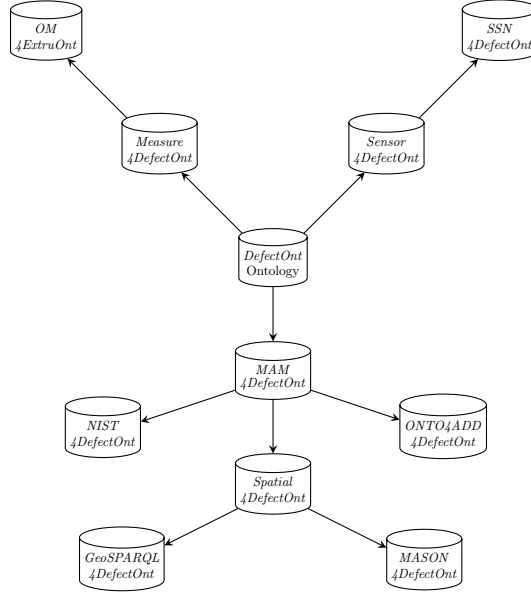 OM
4ExtruOnt
SSN
4DefectOnt
Measure
4DefectOnt
Sensor
4DefectOnt
DefectOnt
Ontology
MAM
4DefectOnt
NIST
4DefectOnt
ONTO4ADD
4DefectOnt
Spatial
4DefectOnt
GeoSPARQL
4DefectOnt
MASON
4DefectOnt